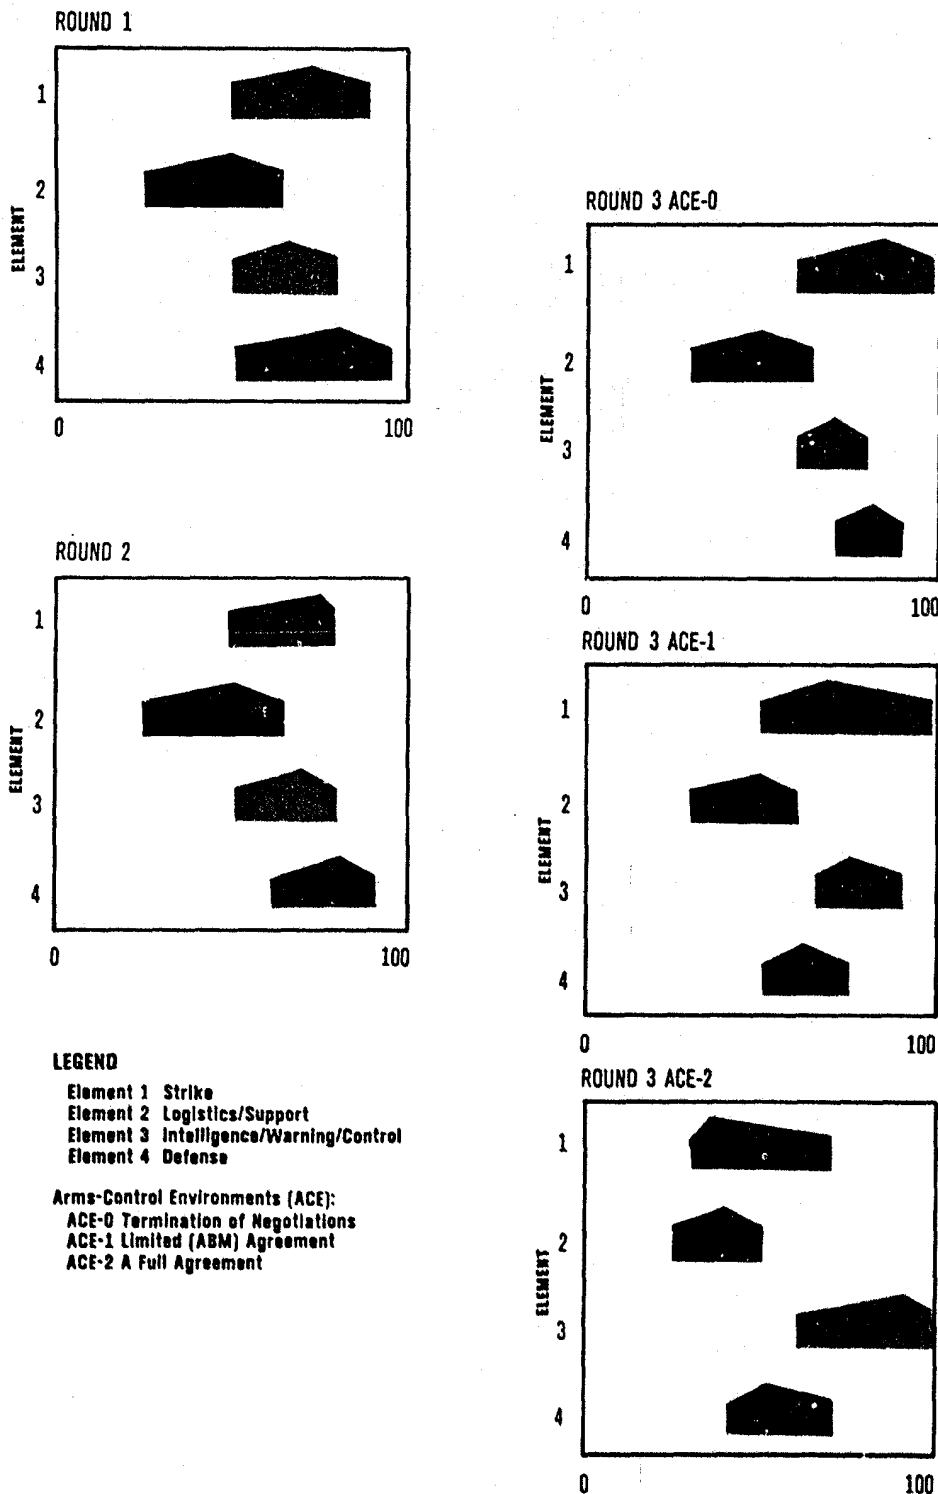 ROUND 1
ELEMENT
1
2
3
4
0 100
ROUND 2
ELEMENT
1
2
3
4
0 100
LEGEND
Element 1 Strike
Element 2 Logistics/Support
Element 3 Intelligence/Warning/Control
Element 4 Defense
Arms-Control Environments (ACE):
ACE-0 Termination of Negotiations
ACE-1 Limited (ABM) Agreement
ACE-2 A Full Agreement
ROUND 3 ACE-0
ELEMENT
1
2
3
4
0 100
ROUND 3 ACE-1
ELEMENT
1
2
3
4
0 100
ROUND 3 ACE-2
ELEMENT
1
2
3
4
0 100